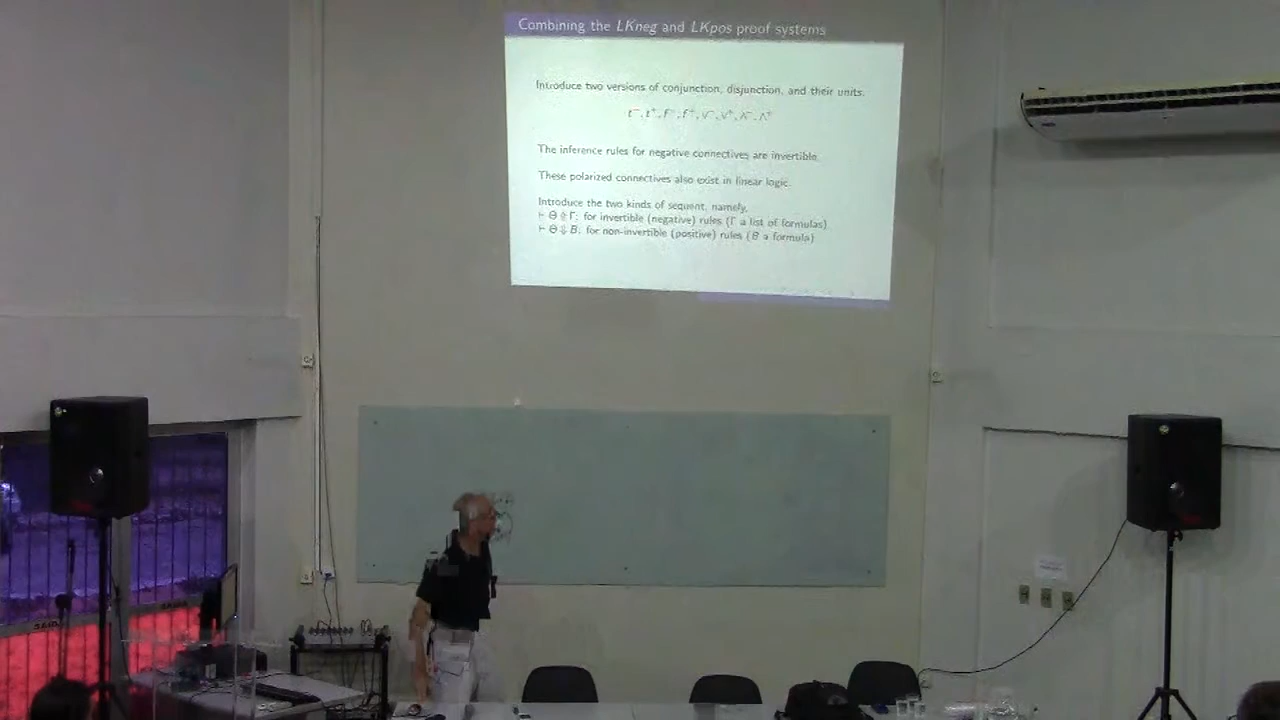 Combining the LKneg and LKpos proof systems
Introduce two versions of conjunction, disjunction, and their units.
t⁻, t⁺, f⁻, f⁺, ∨⁻, ∨⁺, ∧⁻, ∧⁺
The inference rules for negative connectives are invertible.
These polarized connectives also exist in linear logic.
Introduce the two kinds of sequent, namely,
⊢ Θ ⇑ Γ: for invertible (negative) rules (Γ a list of formulas)
⊢ Θ ⇓ B: for non-invertible (positive) rules (B a formula)